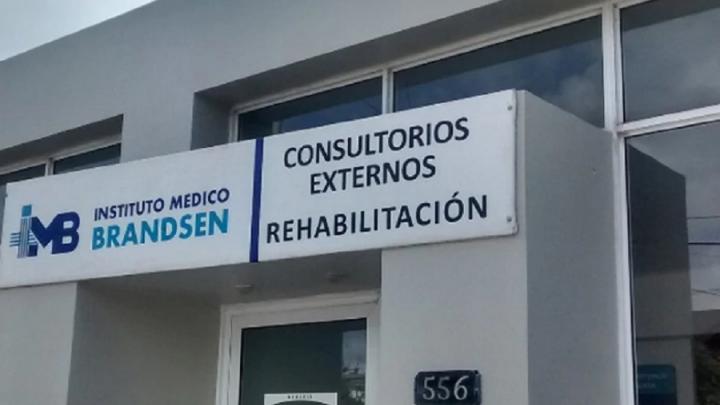 iMB
INSTITUTO MEDICO
BRANDSEN
CONSULTORIOS
EXTERNOS
REHABILITACIÓN
556